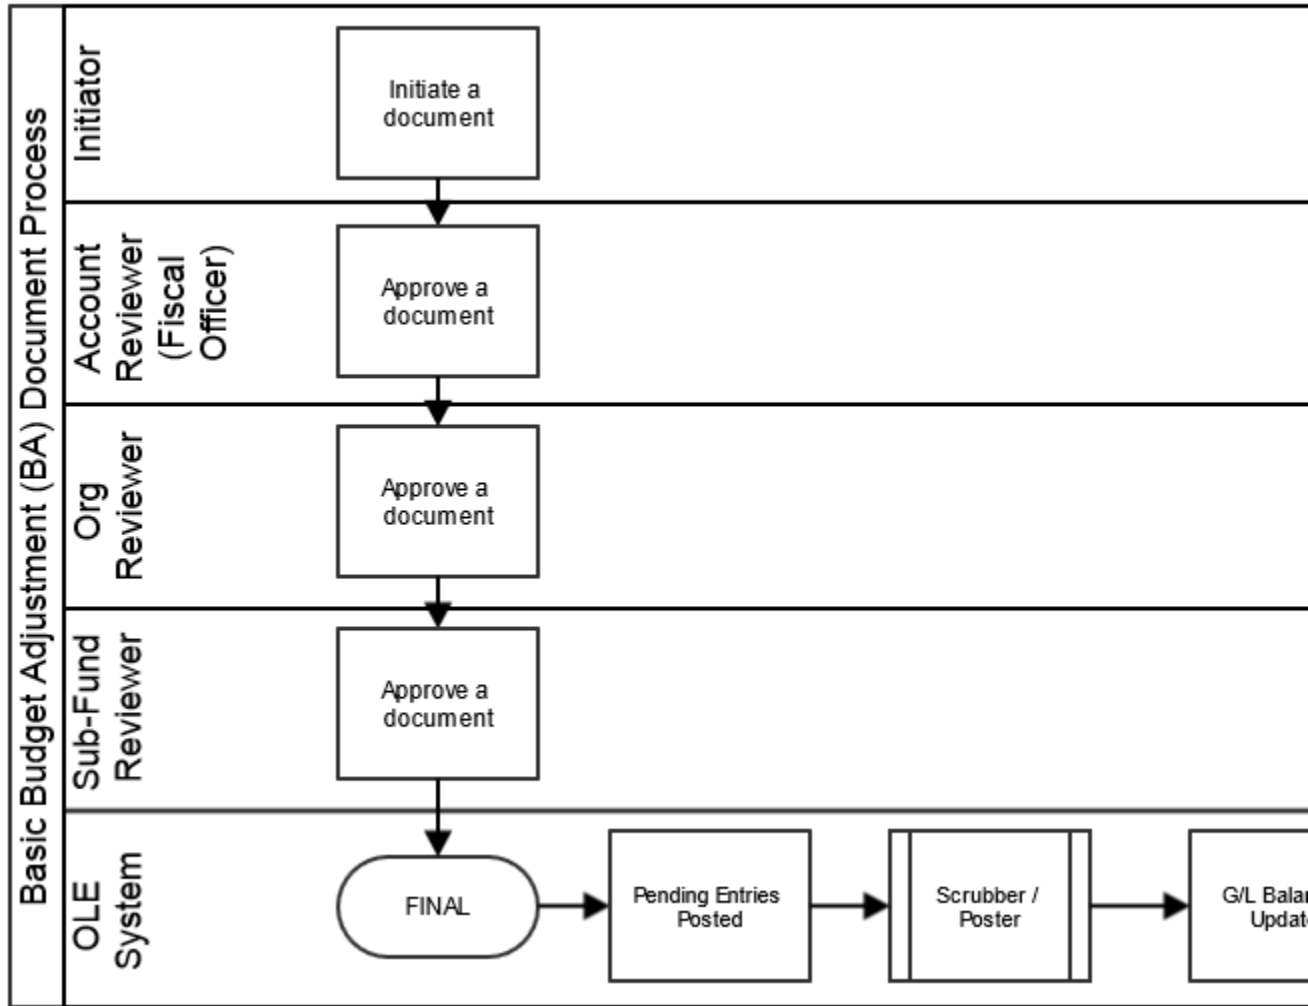 Basic Budget Adjustment (BA) Document Process
Initiator
Initiate a
document
Account
Reviewer
(Fiscal
Officer)
Approve a
document
Org
Reviewer
Approve a
document
Sub-Fund
Reviewer
Approve a
document
OLE
System
FINAL
Pending Entries
Posted
Scrubber /
Poster
G/L